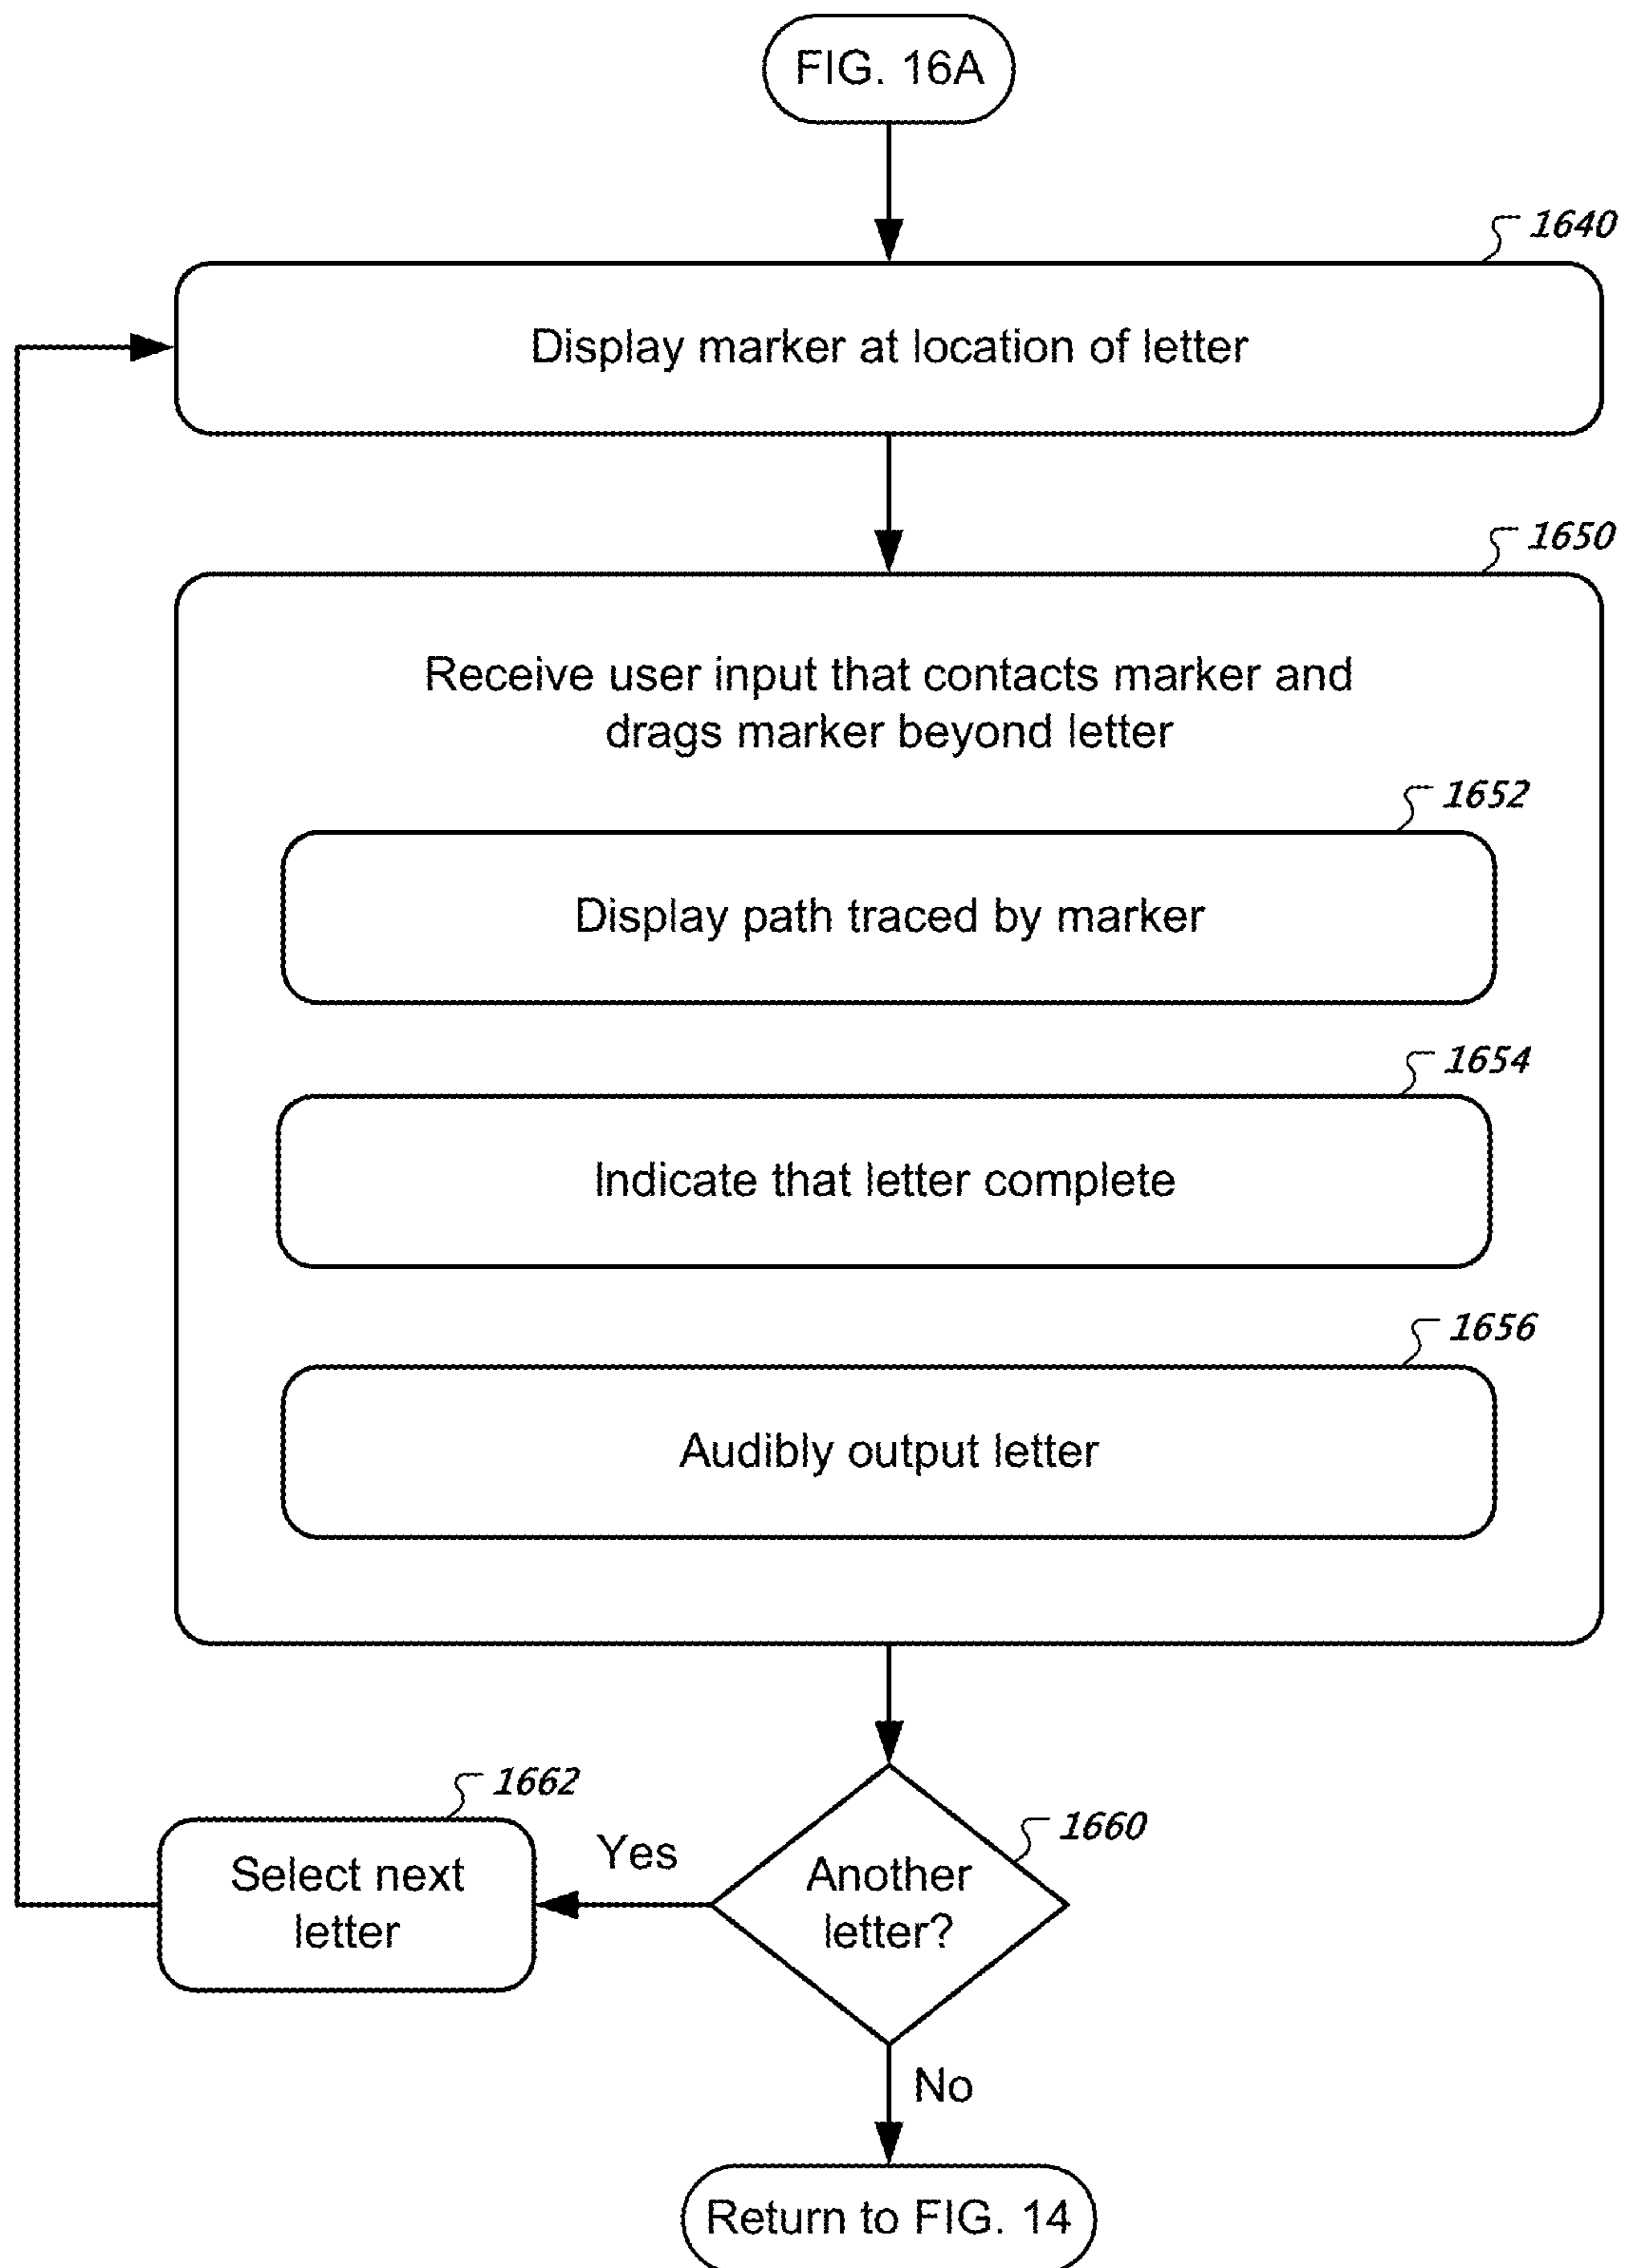 FIG. 16A
1640
Display marker at location of letter
1650
Receive user input that contacts marker and
drags marker beyond letter
1652
Display path traced by marker
1654
Indicate that letter complete
1656
Audibly output letter
1662
Select next
letter
Yes
1660
Another
letter?
No
Return to FIG. 14